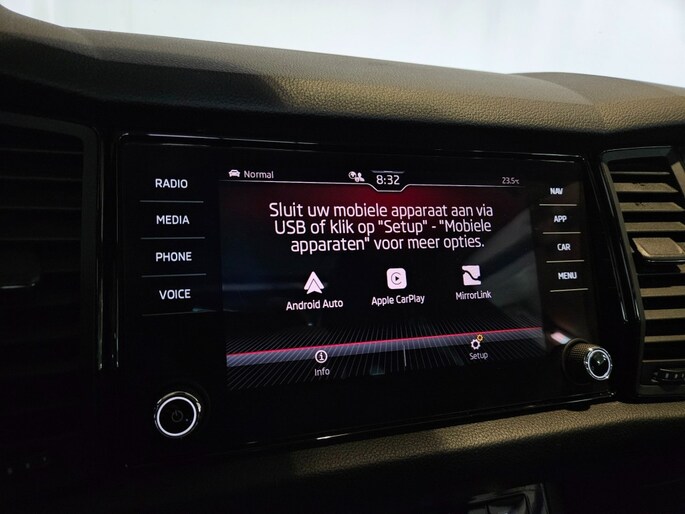 RADIO
MEDIA
PHONE
VOICE
Normal
8:32
23.5°C
Sluit uw mobiele apparaat aan via
USB of klik op "Setup" - "Mobiele
apparaten" voor meer opties.
Android Auto
Apple CarPlay
MirrorLink
Info
Setup
NAV
APP
CAR
MENU